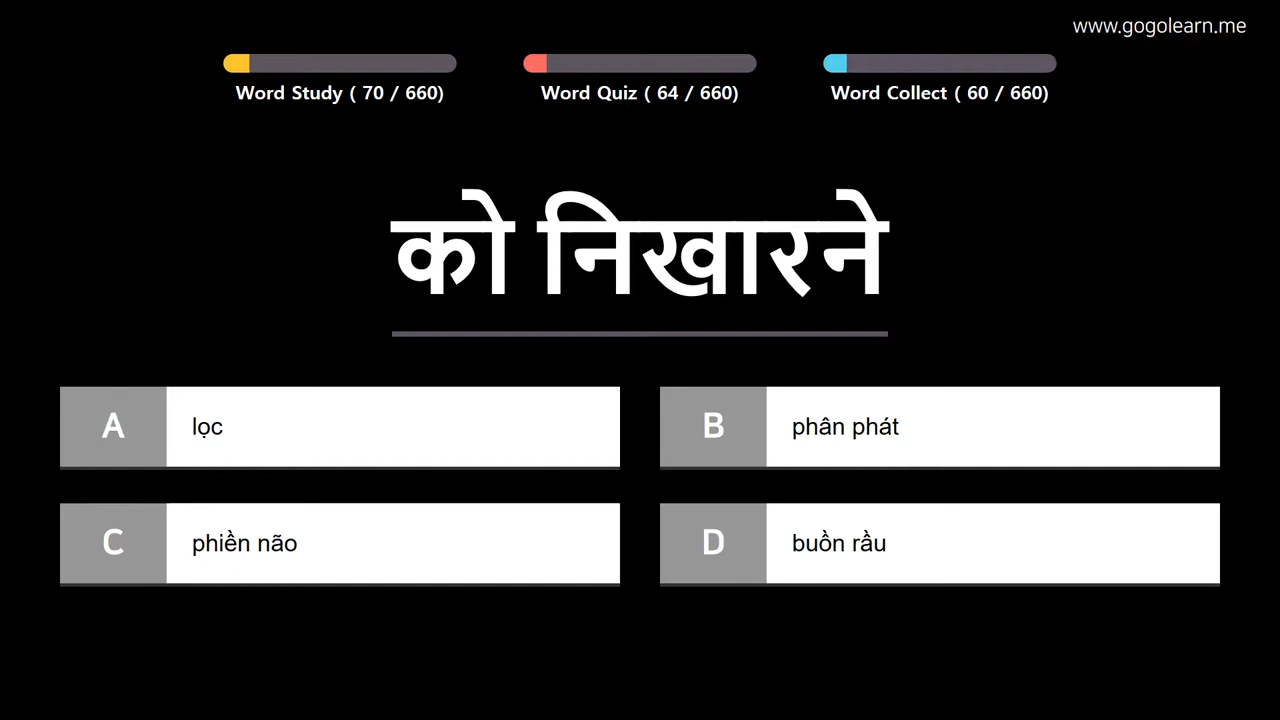 www.gogolearn.me
Word Study ( 70 / 660)
Word Quiz ( 64 / 660)
Word Collect ( 60 / 660)
को निखारने
A lọc
B phân phát
C phiền não
D buồn rầu